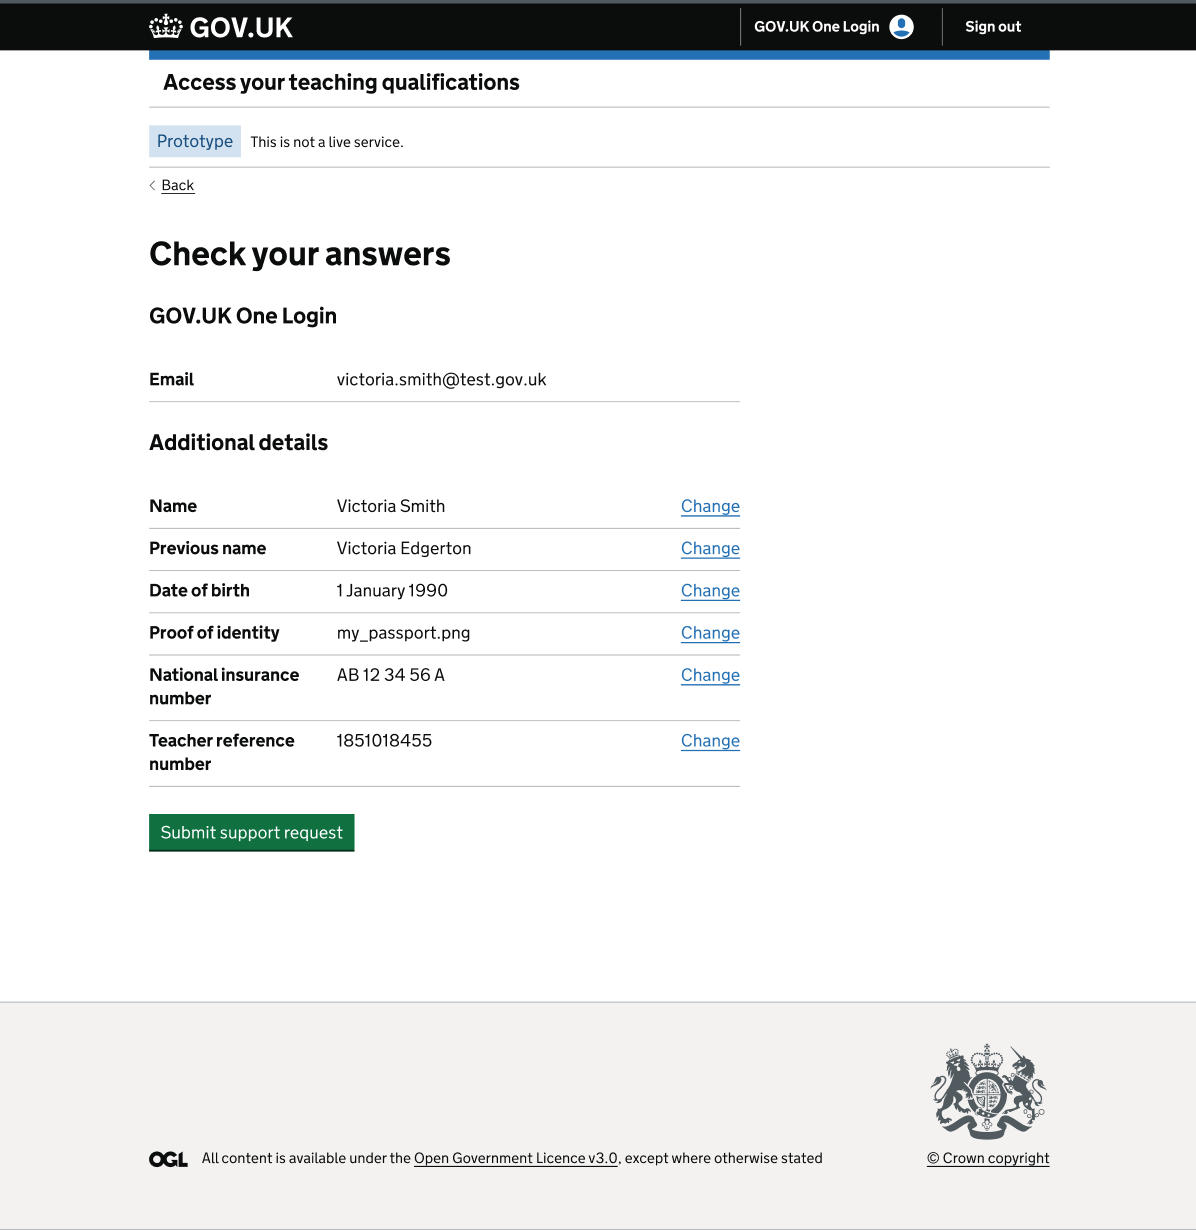 GOV.UK
GOV.UK One Login
Sign out
Access your teaching qualifications
Prototype This is not a live service.
Back
Check your answers
GOV.UK One Login
Email victoria.smith@test.gov.uk
Additional details
Name Victoria Smith Change
Previous name Victoria Edgerton Change
Date of birth 1 January 1990 Change
Proof of identity my_passport.png Change
National insurance AB 12 34 56 A Change
number
Teacher reference 1851018455 Change
number
Submit support request
OGL All content is available under the Open Government Licence v3.0, except where otherwise stated
© Crown copyright